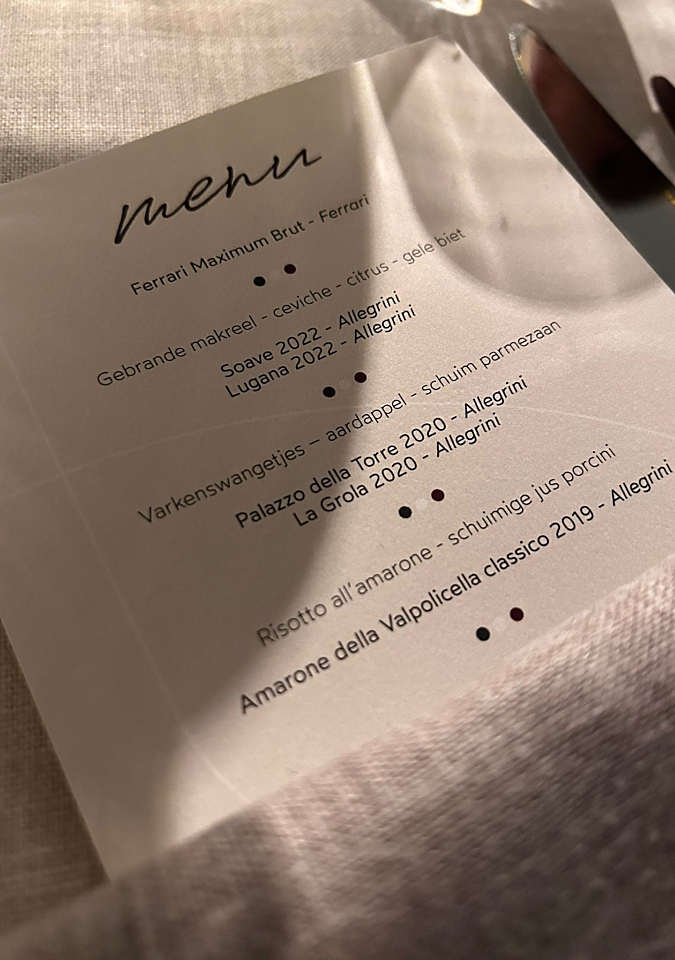 menu
Ferrari Maximum Brut - Ferrari
Gebrande makreel - ceviche - citrus - gele biet
Soave 2022 - Allegrini
Lugana 2022 - Allegrini
Varkenswangetjes – aardappel - schuim parmezaan
Palazzo della Torre 2020 - Allegrini
La Grola 2020 - Allegrini
Risotto all'amarone - schuimige jus porcini
Amarone della Valpolicella classico 2019 - Allegrini